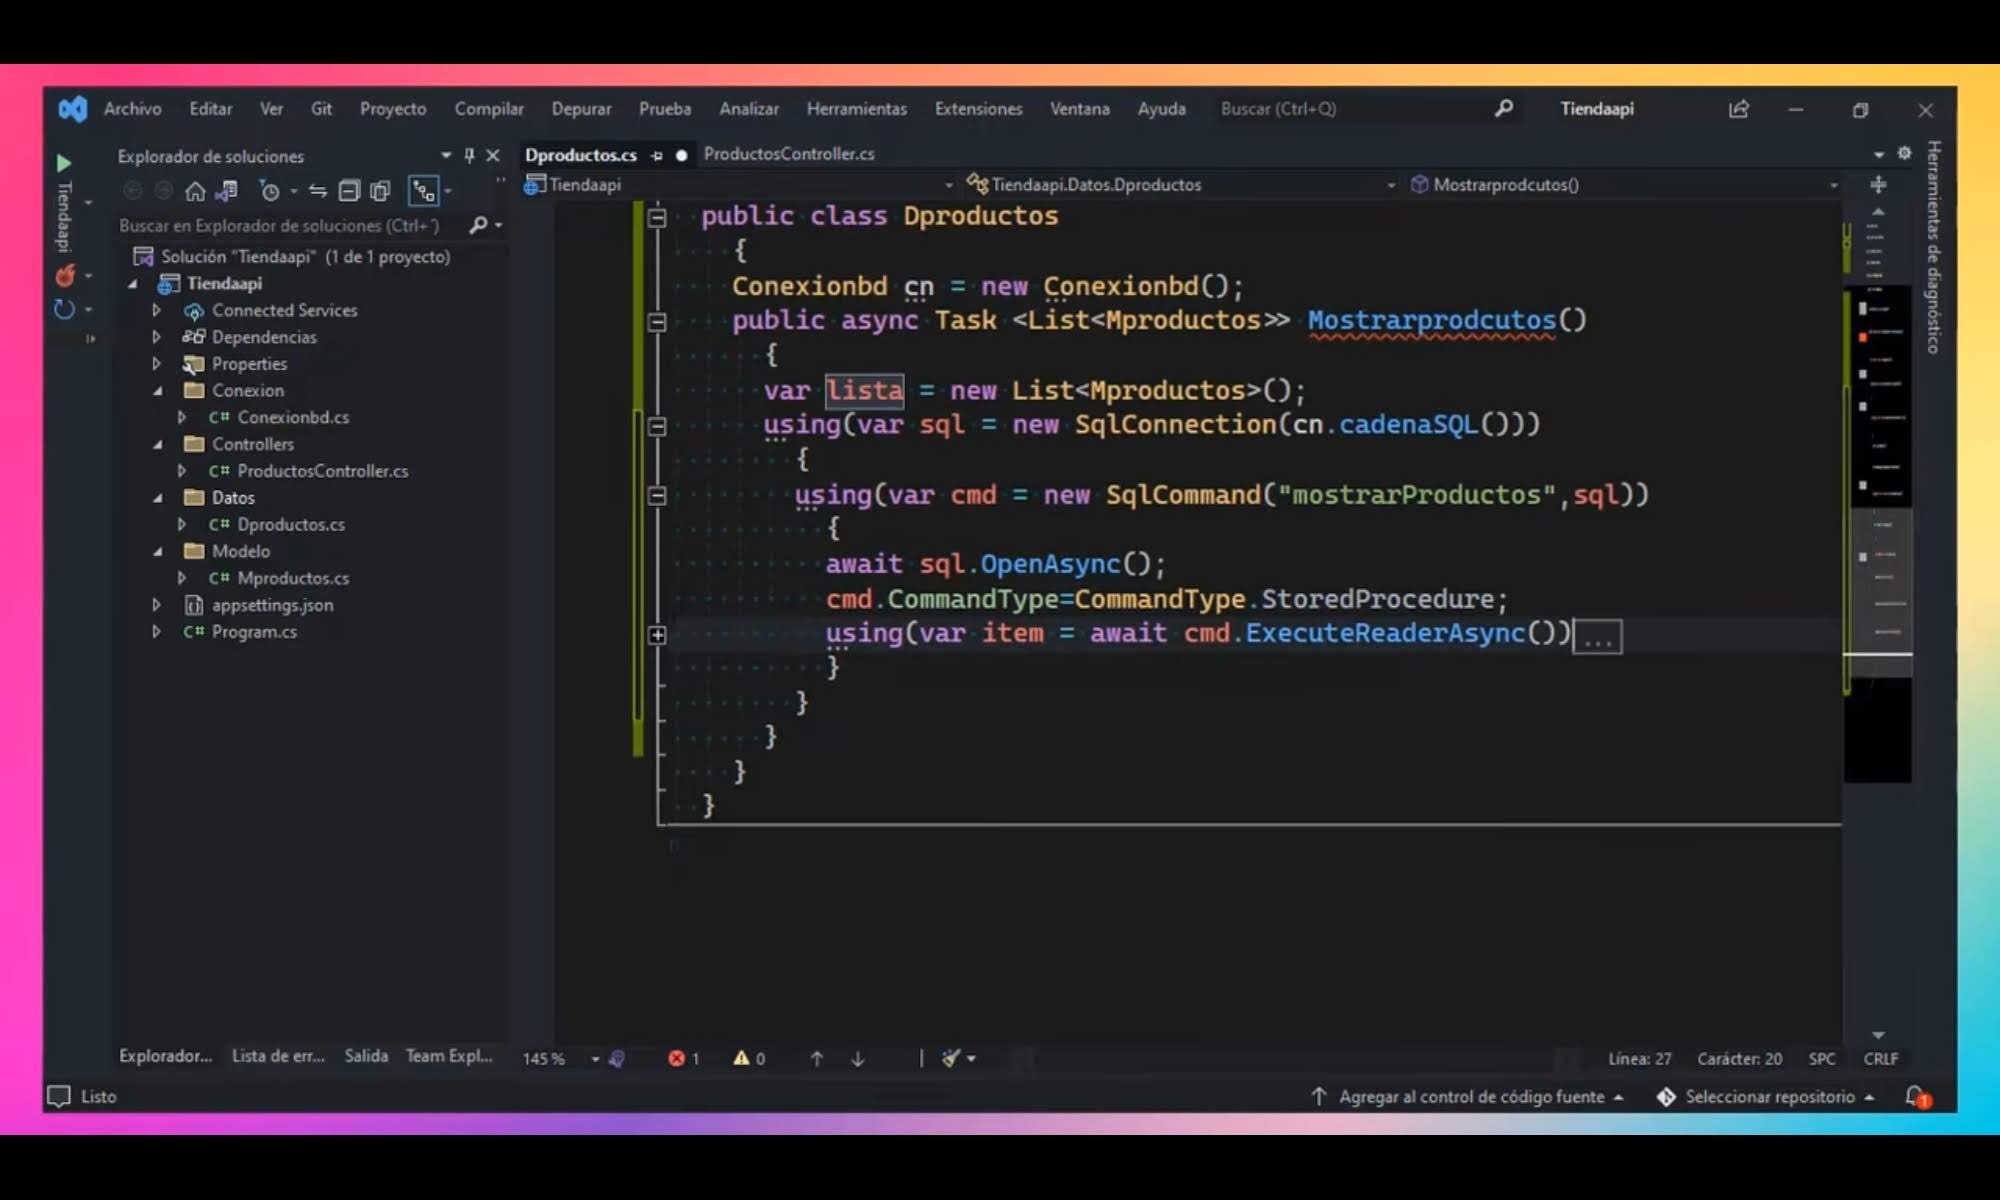 Archivo Editar Ver Git Proyecto Compilar Depurar Prueba Analizar Herramientas Extensiones Ventana Ayuda Buscar (Ctrl+Q) Tiendaapi
Tiendaapi
Explorador de soluciones
Buscar en Explorador de soluciones (Ctrl+´)
Solución "Tiendaapi" (1 de 1 proyecto)
Tiendaapi
Connected Services
Dependencias
Properties
Conexion
C# Conexionbd.cs
Controllers
C# ProductosController.cs
Datos
C# Dproductos.cs
Modelo
C# Mproductos.cs
appsettings.json
C# Program.cs
Explorador... Lista de err... Salida Team Expl...
Dproductos.cs ProductosController.cs
Tiendaapi Tiendaapi.Datos.Dproductos Mostrarprodcutos()
public class Dproductos
{
Conexionbd cn = new Conexionbd();
public async Task <List<Mproductos>> Mostrarprodcutos()
{
var lista = new List<Mproductos>();
using(var sql = new SqlConnection(cn.cadenaSQL()))
{
using(var cmd = new SqlCommand("mostrarProductos",sql))
{
await sql.OpenAsync();
cmd.CommandType=CommandType.StoredProcedure;
using(var item = await cmd.ExecuteReaderAsync())...
}
}
}
}
}
Herramientas de diagnóstico
145 % 1 0 Línea: 27 Carácter: 20 SPC CRLF
Listo Agregar al control de código fuente Seleccionar repositorio 1